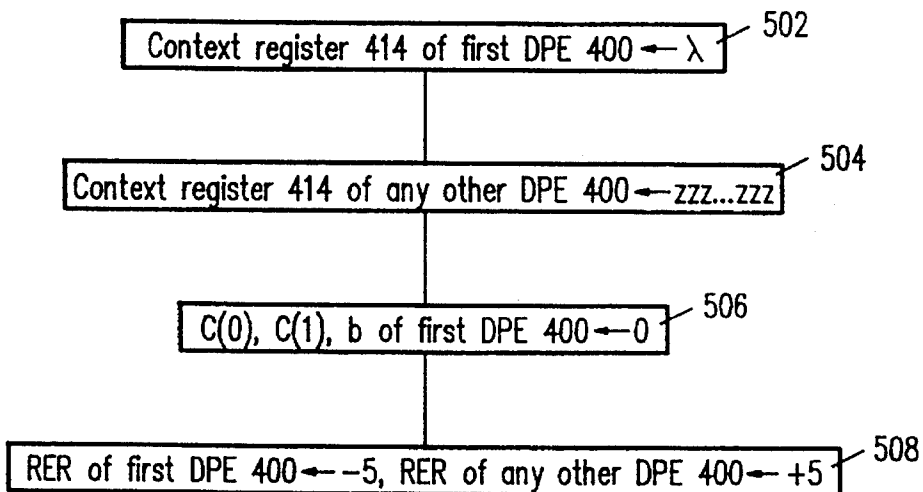 502
Context register 414 of first DPE 400 ← λ
504
Context register 414 of any other DPE 400 ← zzz...zzz
506
C(0), C(1), b of first DPE 400 ← 0
508
RER of first DPE 400 ← -5, RER of any other DPE 400 ← +5